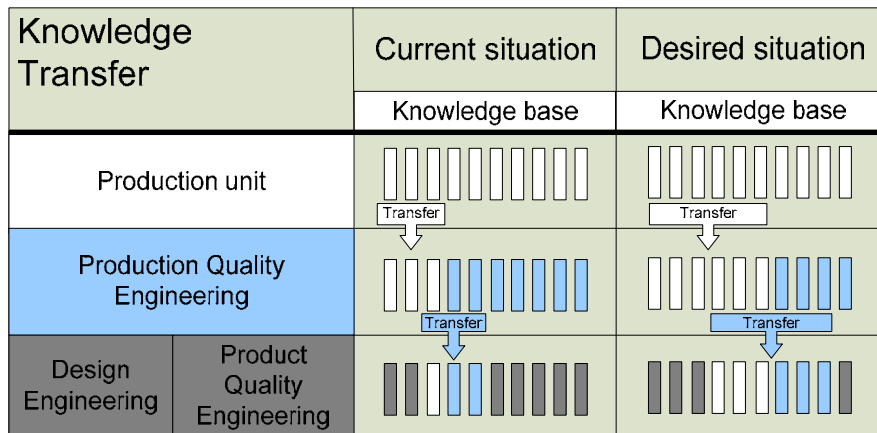 Knowledge
Transfer
Current situation
Desired situation
Knowledge base
Knowledge base
Production unit
Transfer
Transfer
Production Quality
Engineering
Transfer
Transfer
Design
Engineering
Product
Quality
Engineering